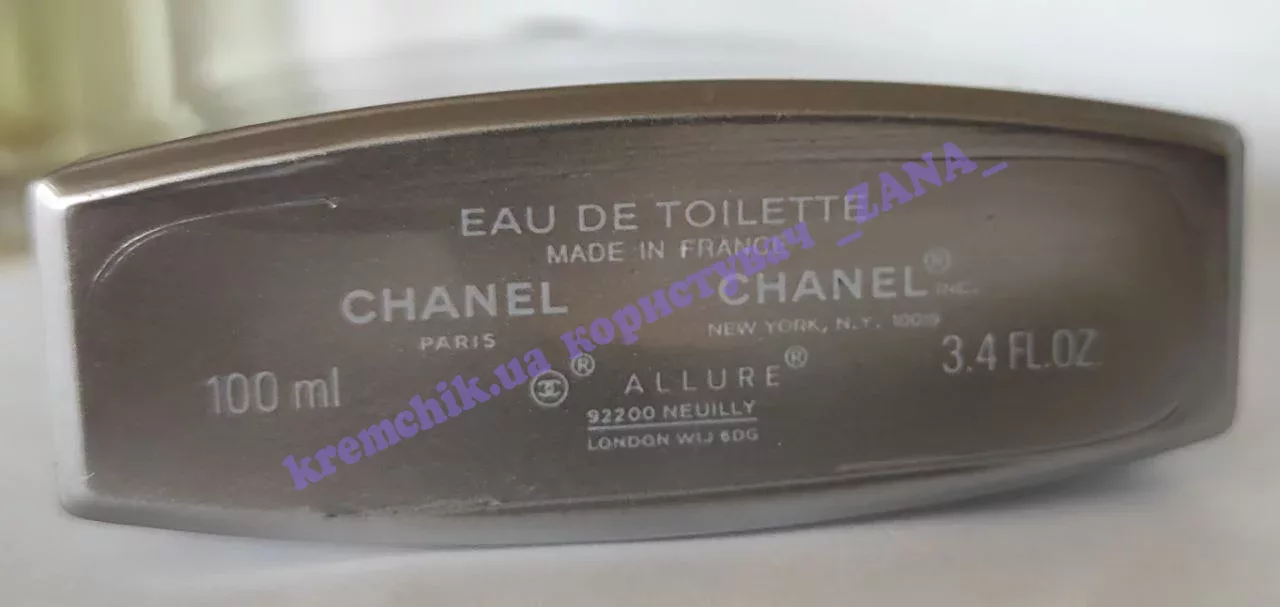 EAU DE TOILETTE
MADE IN FRANCE
CHANEL
PARIS
CHANEL®
INC.
NEW YORK, N.Y. 10019
100 ml
® ALLURE®
3.4 FL.OZ.
92200 NEUILLY
LONDON W1J 6DG
kremchik.ua користувач _ZANA_